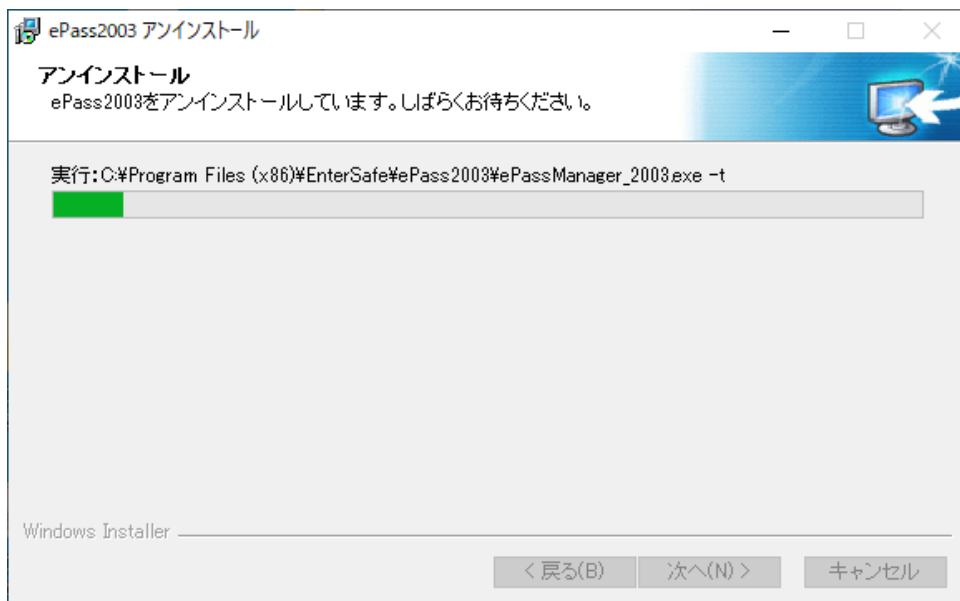 ePass2003 アンインストール
アンインストール
ePass2003をアンインストールしています。しばらくお待ちください。
実行:C:¥Program Files (x86)¥EnterSafe¥ePass2003¥ePassManager_2003.exe -t
Windows Installer
< 戻る(B)
次へ(N) >
キャンセル